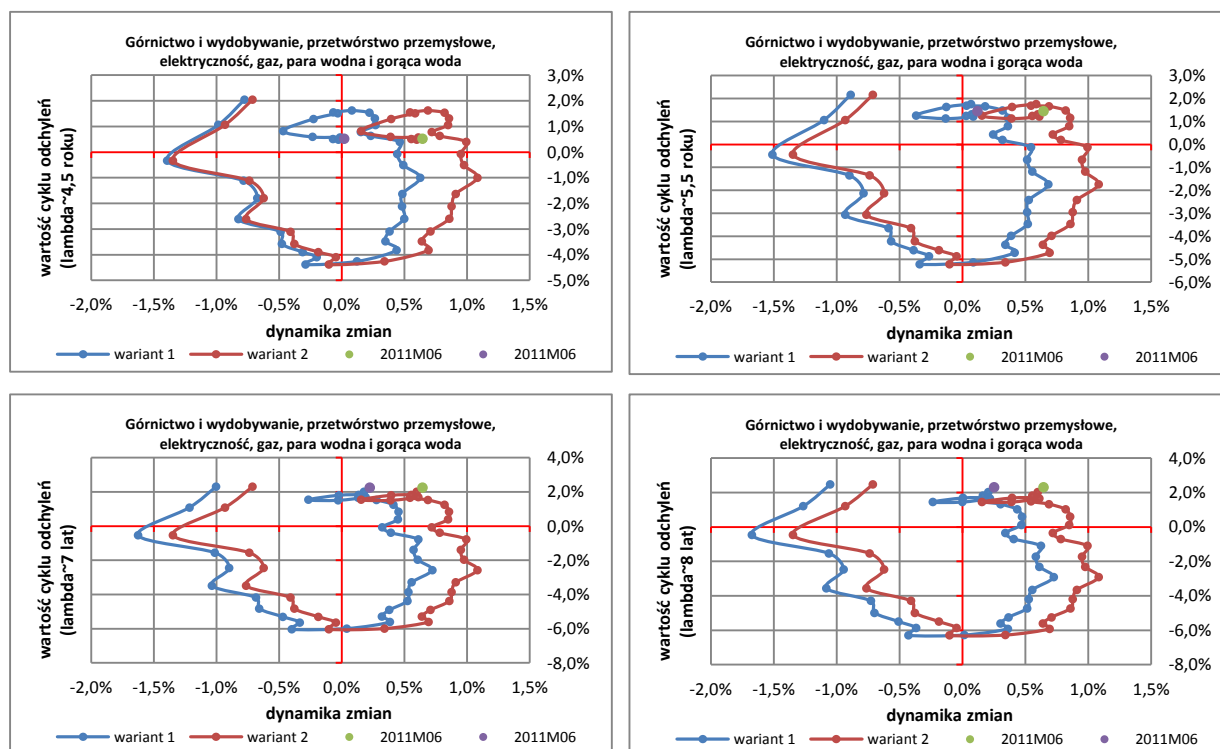 Górnictwo i wydobywanie, przetwórstwo przemysłowe,
elektryczność, gaz, para wodna i gorąca woda
wartość cyklu odchyleń
(lambda~4,5 roku)
3,0%
2,0%
1,0%
0,0%
-1,0%
-2,0%
-3,0%
-4,0%
-5,0%
-2,0% -1,5% -1,0% -0,5% 0,0% 0,5% 1,0% 1,5%
dynamika zmian
wariant 1 wariant 2 2011M06 2011M06
Górnictwo i wydobywanie, przetwórstwo przemysłowe,
elektryczność, gaz, para wodna i gorąca woda
wartość cyklu odchyleń
(lambda~5,5 roku)
3,0%
2,0%
1,0%
0,0%
-1,0%
-2,0%
-3,0%
-4,0%
-5,0%
-6,0%
-2,0% -1,5% -1,0% -0,5% 0,0% 0,5% 1,0% 1,5%
dynamika zmian
wariant 1 wariant 2 2011M06 2011M06
Górnictwo i wydobywanie, przetwórstwo przemysłowe,
elektryczność, gaz, para wodna i gorąca woda
wartość cyklu odchyleń
(lambda~7 lat)
4,0%
2,0%
0,0%
-2,0%
-4,0%
-6,0%
-8,0%
-2,0% -1,5% -1,0% -0,5% 0,0% 0,5% 1,0% 1,5%
dynamika zmian
wariant 1 wariant 2 2011M06 2011M06
Górnictwo i wydobywanie, przetwórstwo przemysłowe,
elektryczność, gaz, para wodna i gorąca woda
wartość cyklu odchyleń
(lambda~8 lat)
4,0%
2,0%
0,0%
-2,0%
-4,0%
-6,0%
-8,0%
-2,0% -1,5% -1,0% -0,5% 0,0% 0,5% 1,0% 1,5%
dynamika zmian
wariant 1 wariant 2 2011M06 2011M06